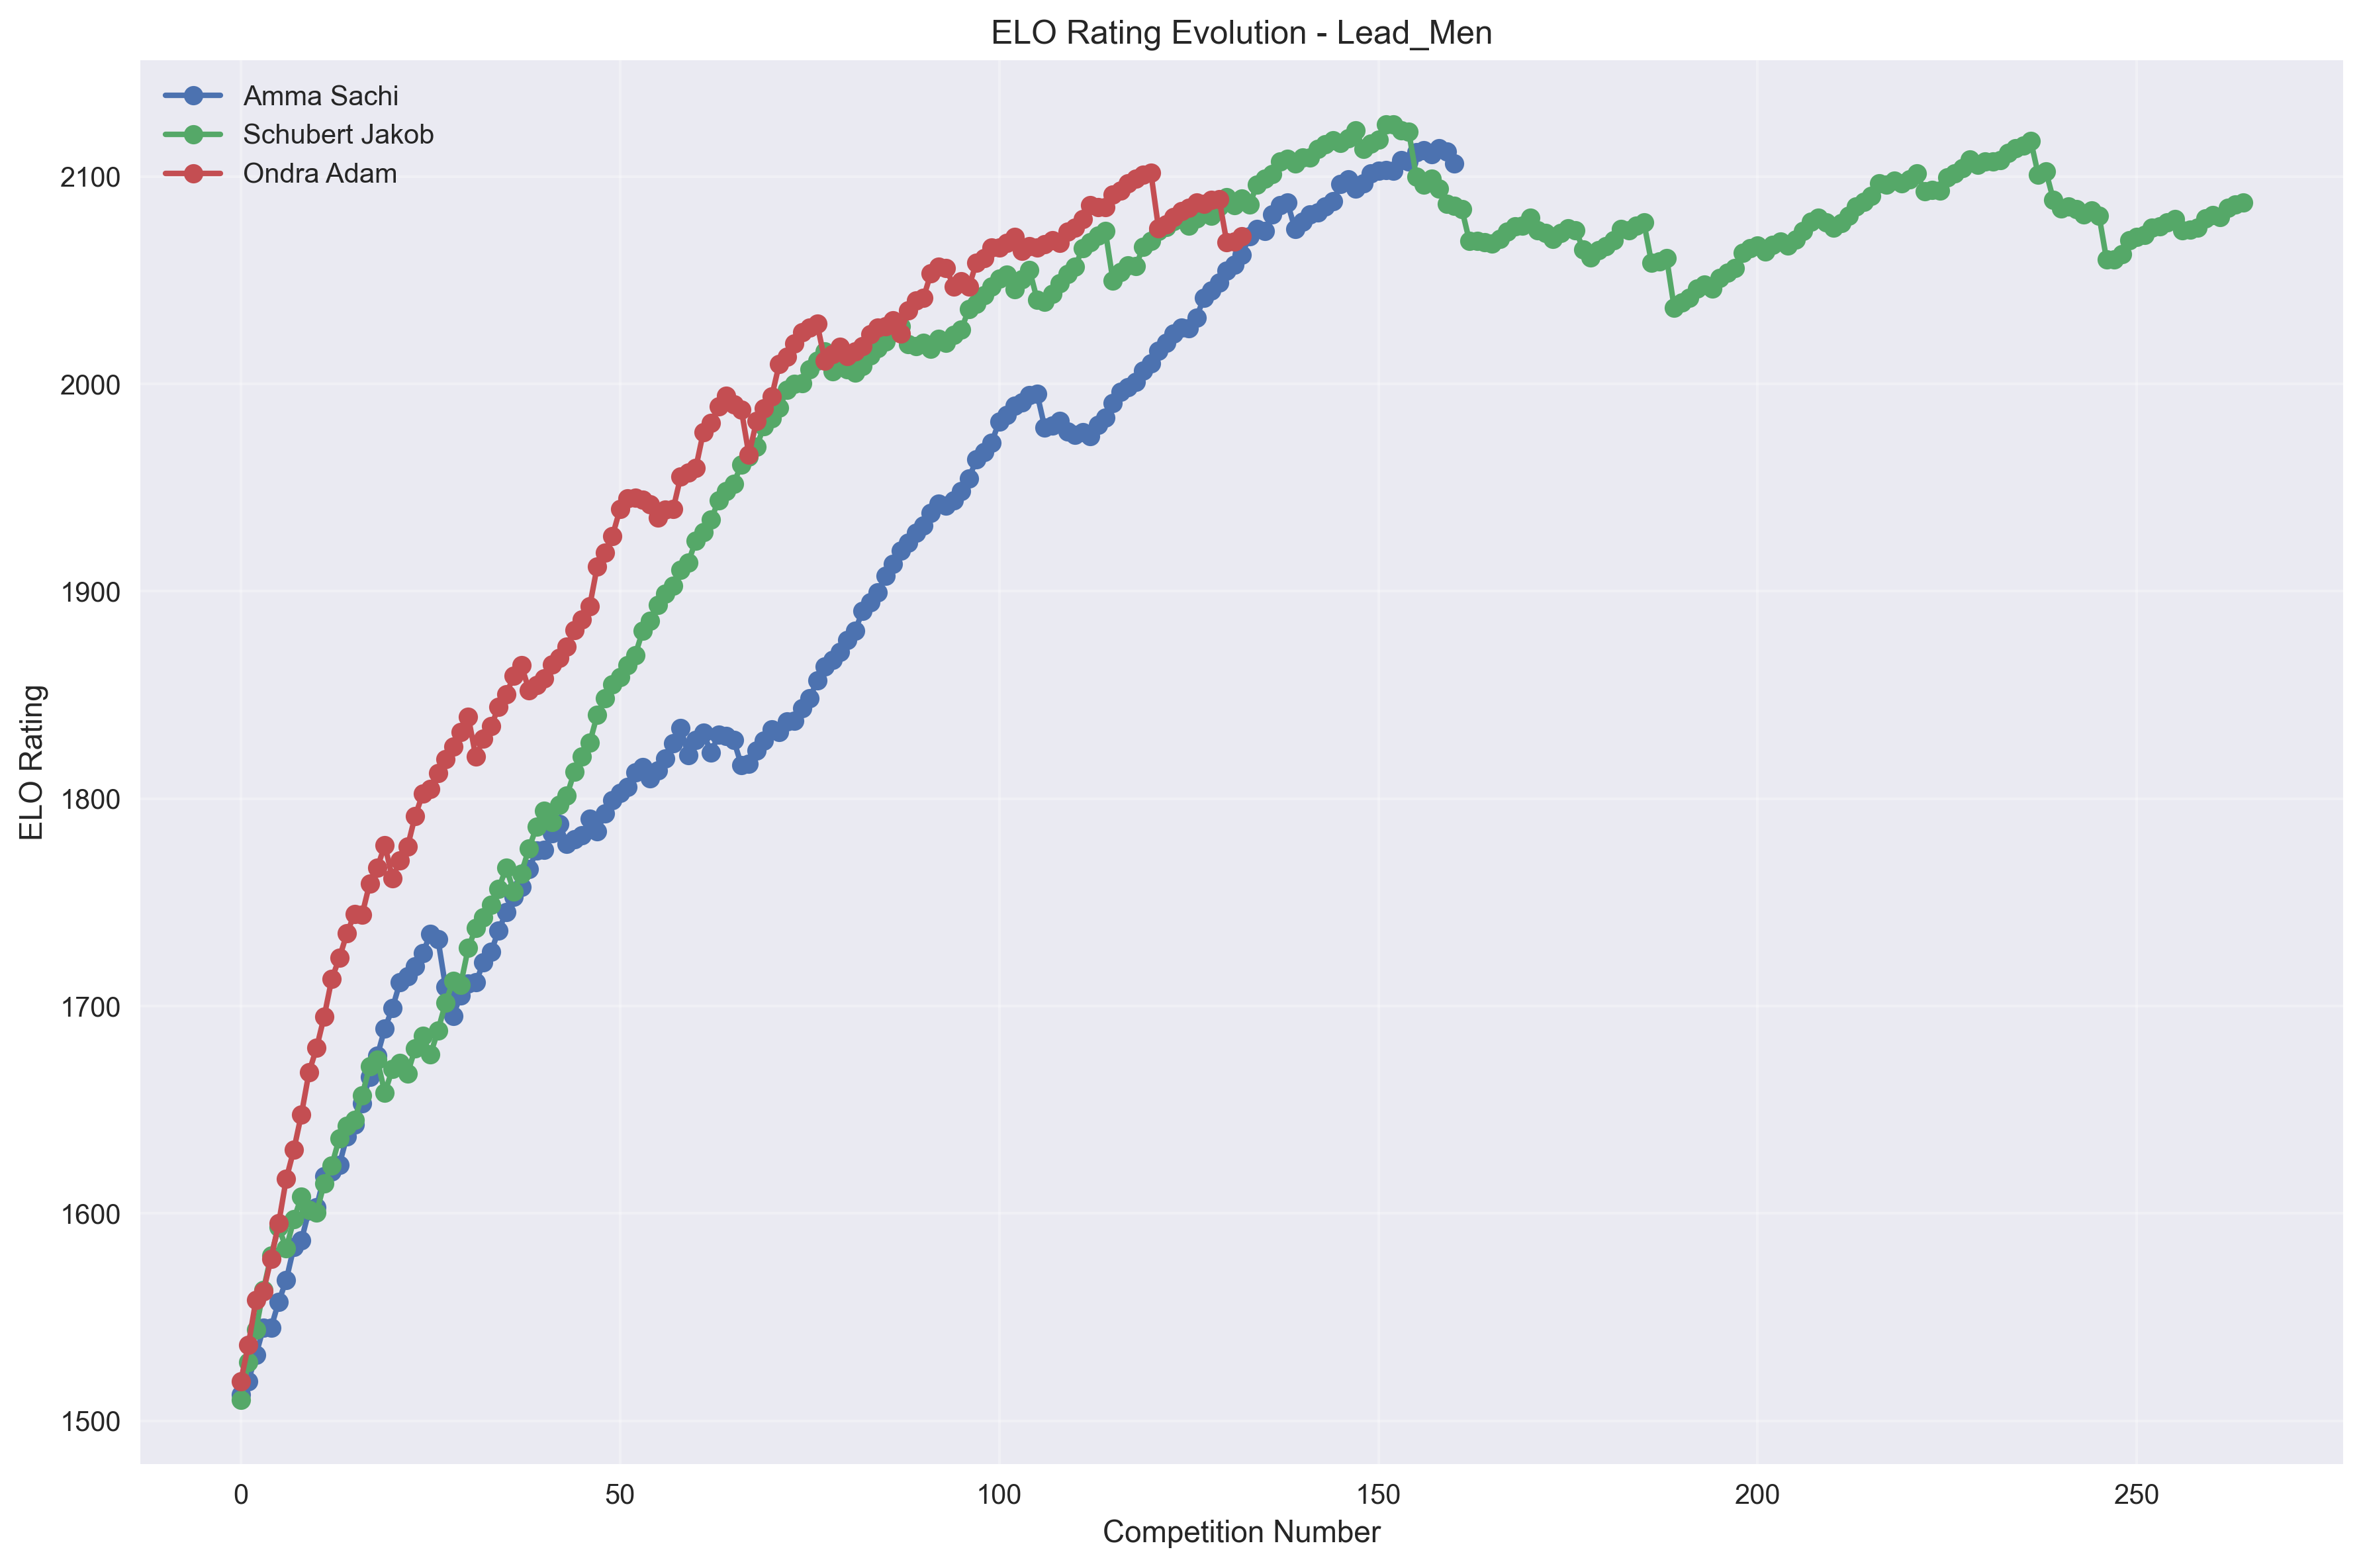 ELO Rating Evolution - Lead_Men
Amma Sachi
Schubert Jakob
Ondra Adam
ELO Rating
2100
2000
1900
1800
1700
1600
1500
0 50 100 150 200 250
Competition Number